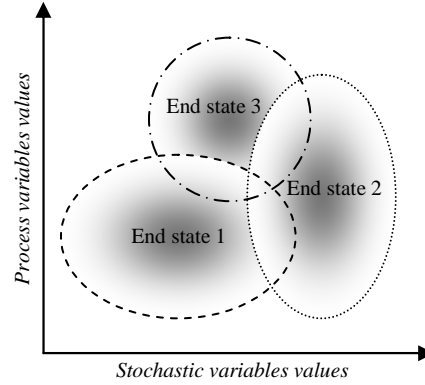 End state 3
End state 2
End state 1
Process variables values
Stochastic variables values